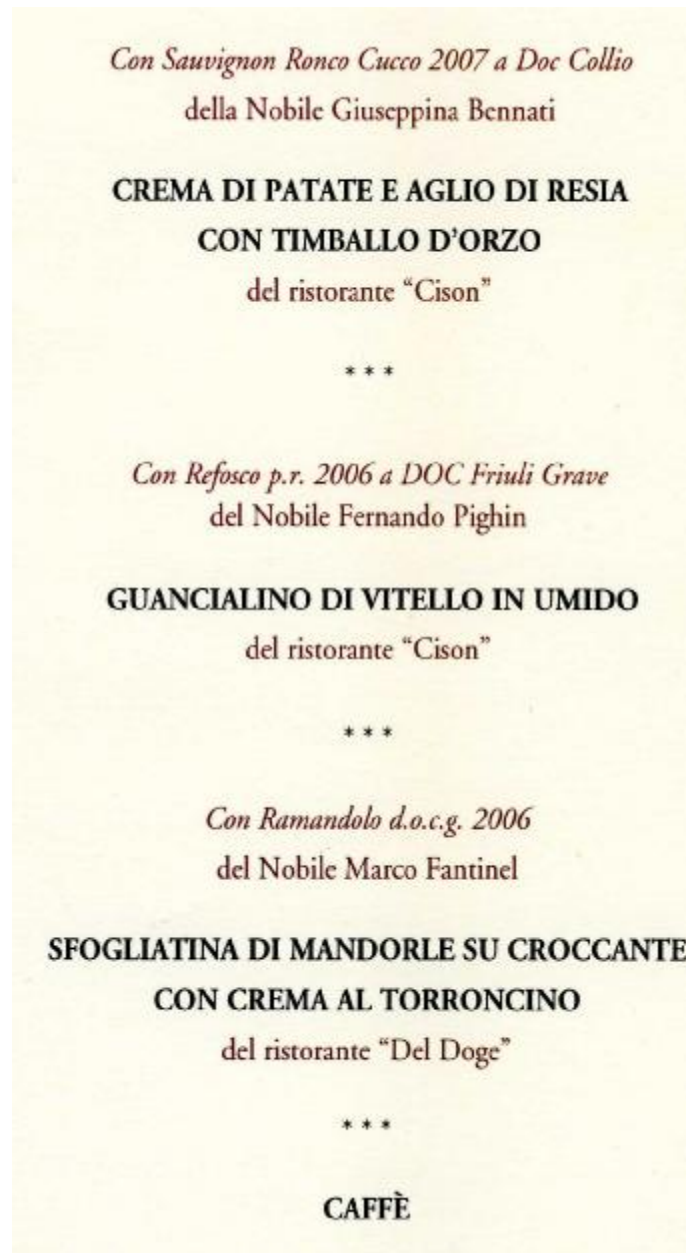 Con Sauvignon Ronco Cucco 2007 a Doc Collio
della Nobile Giuseppina Bennati
CREMA DI PATATE E AGLIO DI RESIA
CON TIMBALLO D'ORZO
del ristorante “Cison”
* * *
Con Refosco p.r. 2006 a DOC Friuli Grave
del Nobile Fernando Pighin
GUANCIALINO DI VITELLO IN UMIDO
del ristorante “Cison”
* * *
Con Ramandolo d.o.c.g. 2006
del Nobile Marco Fantinel
SFOGLIATINA DI MANDORLE SU CROCCANTE
CON CREMA AL TORRONCINO
del ristorante “Del Doge”
* * *
CAFFÈ